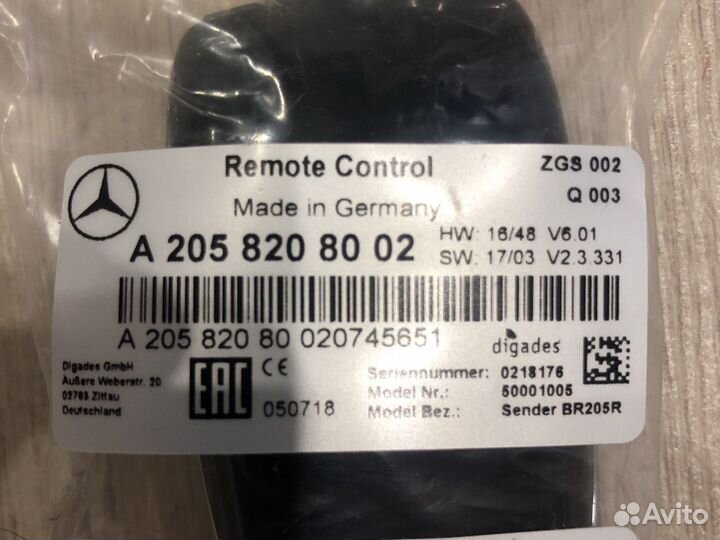 Remote Control
ZGS 002
Q 003
Made in Germany
A 205 820 80 02
HW: 16/48 V6.01
SW: 17/03 V2.3.331
A 205 820 80 020745651
digades
Digades GmbH
Äußere Weberstr. 20
02763 Zittau
Deutschland
EAC
CE
050718
Seriennummer: 0218176
Model Nr.: 50001005
Model Bez.: Sender BR205R
Avito